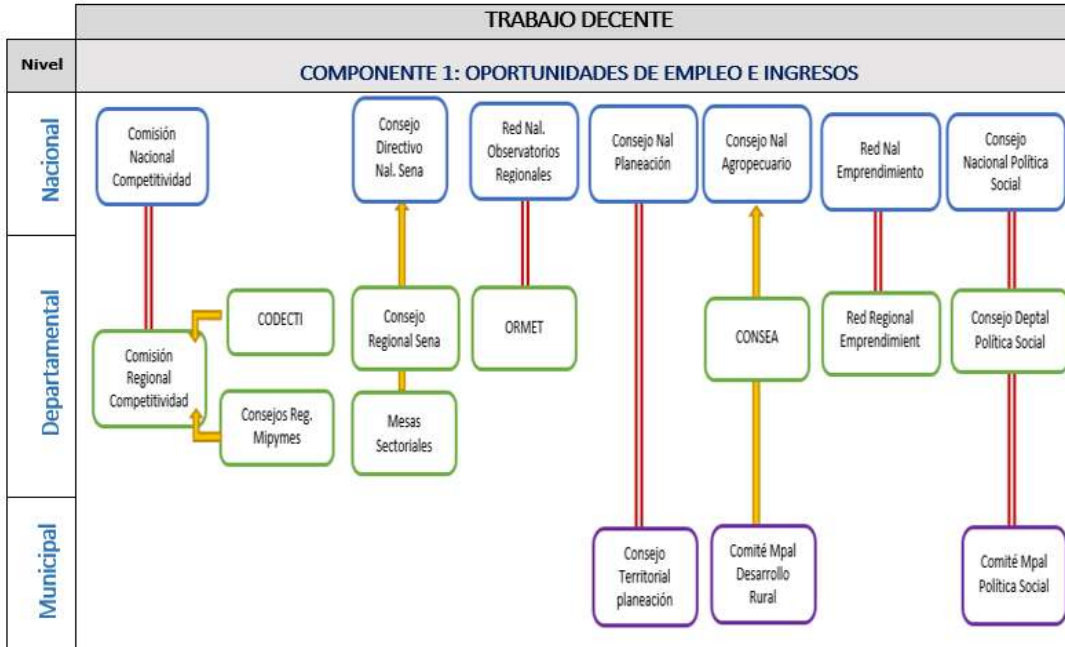 TRABAJO DECENTE
Nivel
COMPONENTE 1: OPORTUNIDADES DE EMPLEO E INGRESOS
Nacional
Comisión
Nacional
Competitividad
Consejo
Directivo
Nal. Sena
Red Nal.
Observatorios
Regionales
Consejo Nal
Planeación
Consejo Nal
Agropecuario
Red Nal
Emprendimiento
Consejo
Nacional Política
Social
Departamental
Comisión
Regional
Competitividad
CODECTI
Consejos Reg.
Mipymes
Consejo
Regional Sena
Mesas
Sectoriales
ORMET
CONSEA
Red Regional
Emprendimient
Consejo Deptal
Política Social
Municipal
Consejo
Territorial
planeación
Comité Mpal
Desarrollo
Rural
Comité Mpal
Política Social